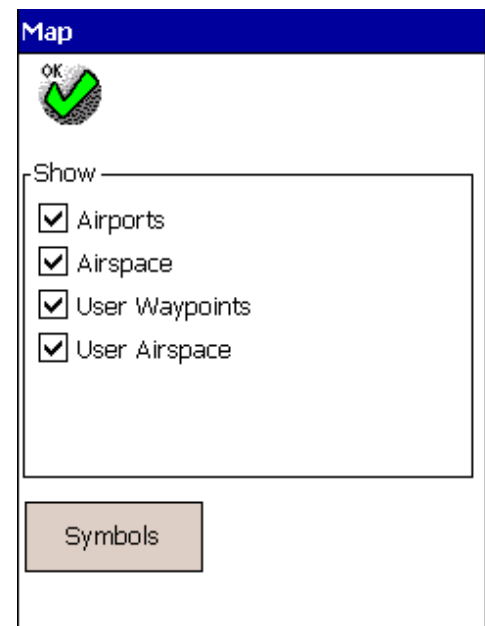 Map
OK
Show
Airports
Airspace
User Waypoints
User Airspace
Symbols